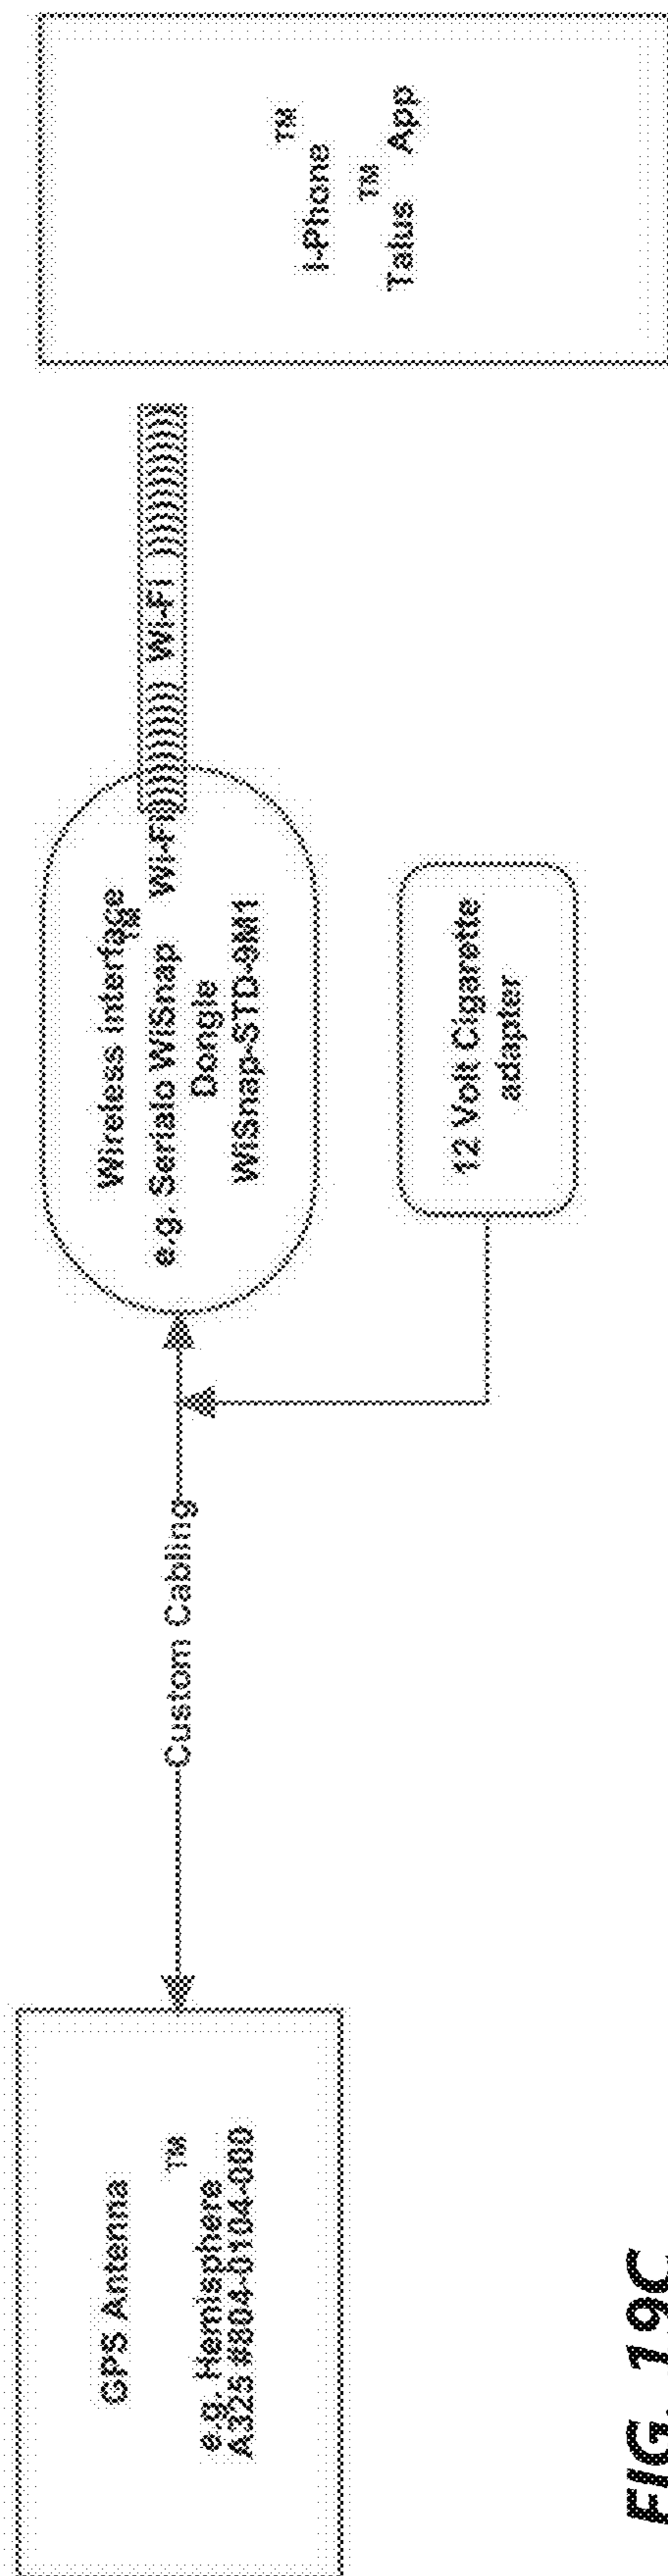 GPS Antenna
TM
e.g. Hemisphere
A325 #804-0104-000
Custom Cabling
Wireless Interface
TM
e.g. Serialo WiSnap
Dongle
WiSnap-STD-9M1
Wi-Fi))))))))) Wi-Fi ))))))))))))
12 Volt Cigarette
adapter
TM
i-Phone
TM
Talus App
FIG. 19C